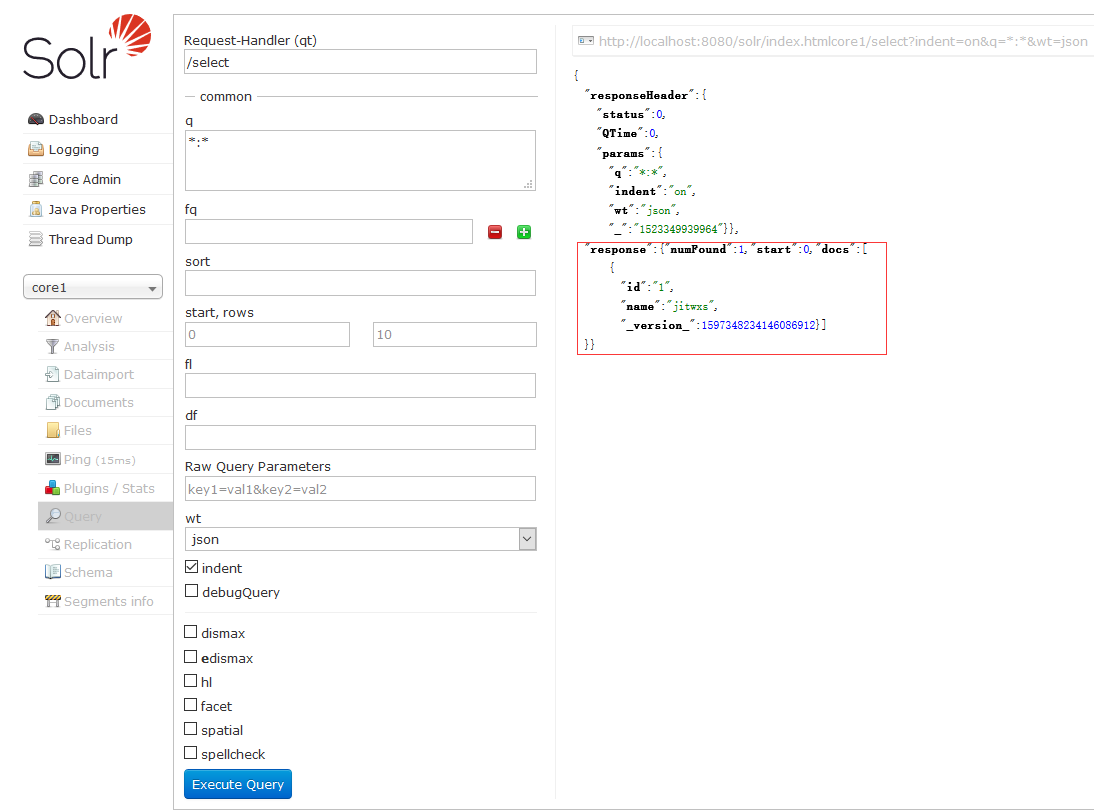 Solr
Dashboard
Logging
Core Admin
Java Properties
Thread Dump
core1
Overview
Analysis
Dataimport
Documents
Files
Ping (15ms)
Plugins / Stats
Query
Replication
Schema
Segments info
Request-Handler (qt)
/select
common
q
*:*
fq
sort
start, rows
0 10
fl
df
Raw Query Parameters
key1=val1&key2=val2
wt
json
indent
debugQuery
dismax
edismax
hl
facet
spatial
spellcheck
Execute Query
http://localhost:8080/solr/index.htmlcore1/select?indent=on&q=*:*&wt=json
{
"responseHeader":{
"status":0,
"QTime":0,
"params":{
"q":"*:*",
"indent":"on",
"wt":"json",
"_":"1523349939964"}},
"response":{"numFound":1,"start":0,"docs":[
{
"id":"1",
"name":"jitwxs",
"_version_":1597348234146086912}]
}}